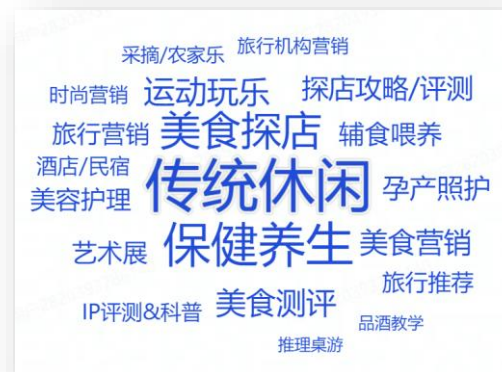 采摘/农家乐 旅行机构营销
时尚营销 运动玩乐 探店攻略/评测
旅行营销 美食探店 辅食喂养
酒店/民宿
美容护理 传统休闲 孕产照护
艺术展 保健养生 美食营销
旅行推荐
IP评测&科普 美食测评
品酒教学
推理桌游